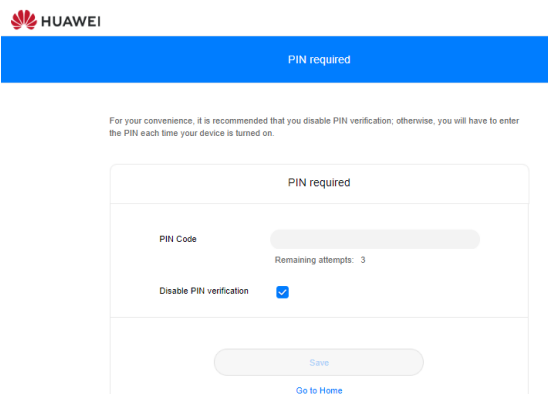 HUAWEI
PIN required
For your convenience, it is recommended that you disable PIN verification; otherwise, you will have to enter
the PIN each time your device is turned on.
PIN required
PIN Code
Remaining attempts: 3
Disable PIN verification
Save
Go to Home